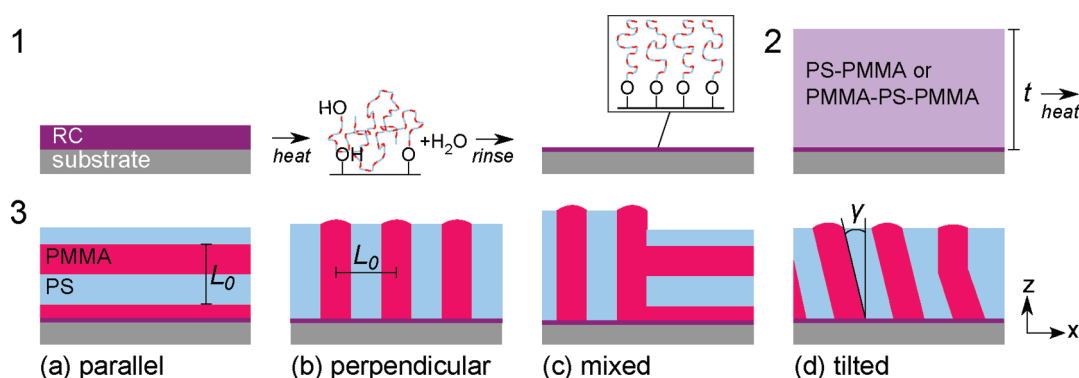 1
RC
substrate
heat
HO
OH
O
+H₂O
rinse
O O O O
2
PS-PMMA or
PMMA-PS-PMMA
t
heat
3
PMMA
PS
L₀
(a) parallel
L₀
(b) perpendicular
(c) mixed
γ
(d) tilted
z
x